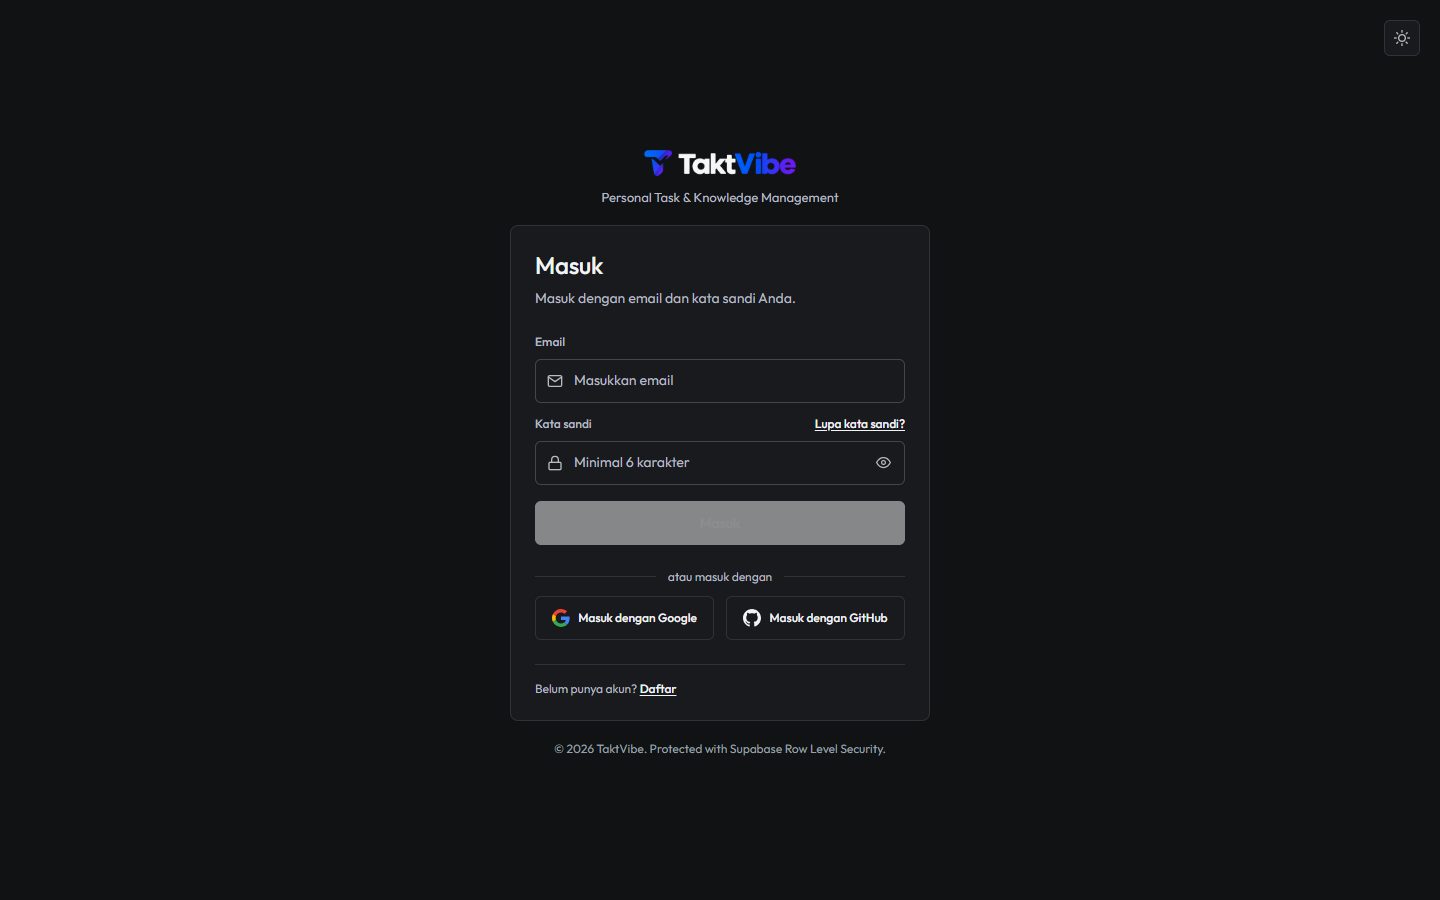 TaktVibe
Personal Task & Knowledge Management
Masuk
Masuk dengan email dan kata sandi Anda.
Email
Masukkan email
Kata sandi
Lupa kata sandi?
Minimal 6 karakter
Masuk
atau masuk dengan
Masuk dengan Google
Masuk dengan GitHub
Belum punya akun? Daftar
© 2026 TaktVibe. Protected with Supabase Row Level Security.